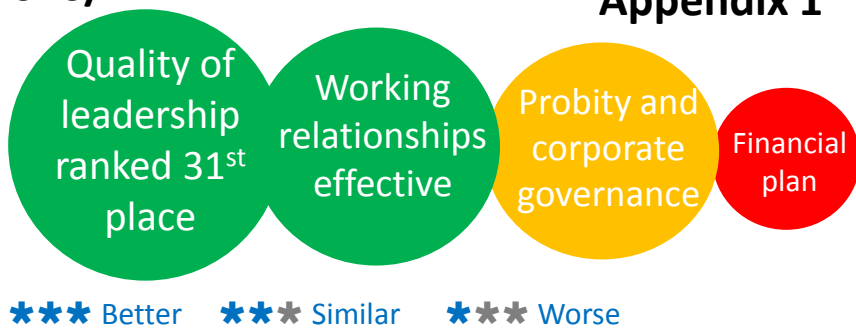 Appendix 1
Quality of
leadership
ranked 31st
place
Working
relationships
effective
Probity and
corporate
governance
Financial
plan
*** Better *** Similar *** Worse